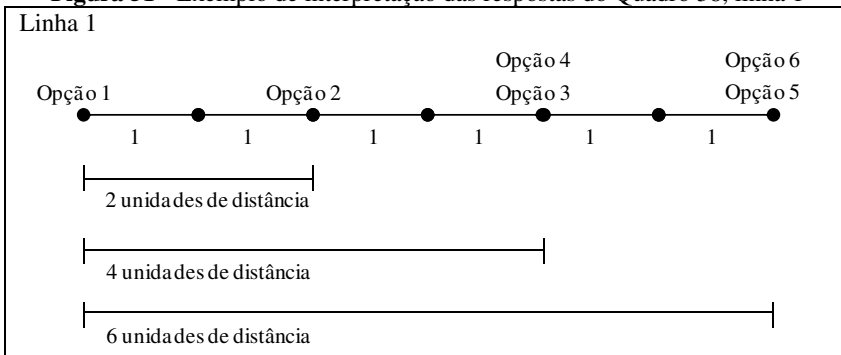 Figura 31 - Exemplo de interpretação das respostas do Quadro 30, linha 1
Linha 1
Opção 4 Opção 6
Opção 1 Opção 2 Opção 3 Opção 5
1 1 1 1 1 1
2 unidades de distância
4 unidades de distância
6 unidades de distância